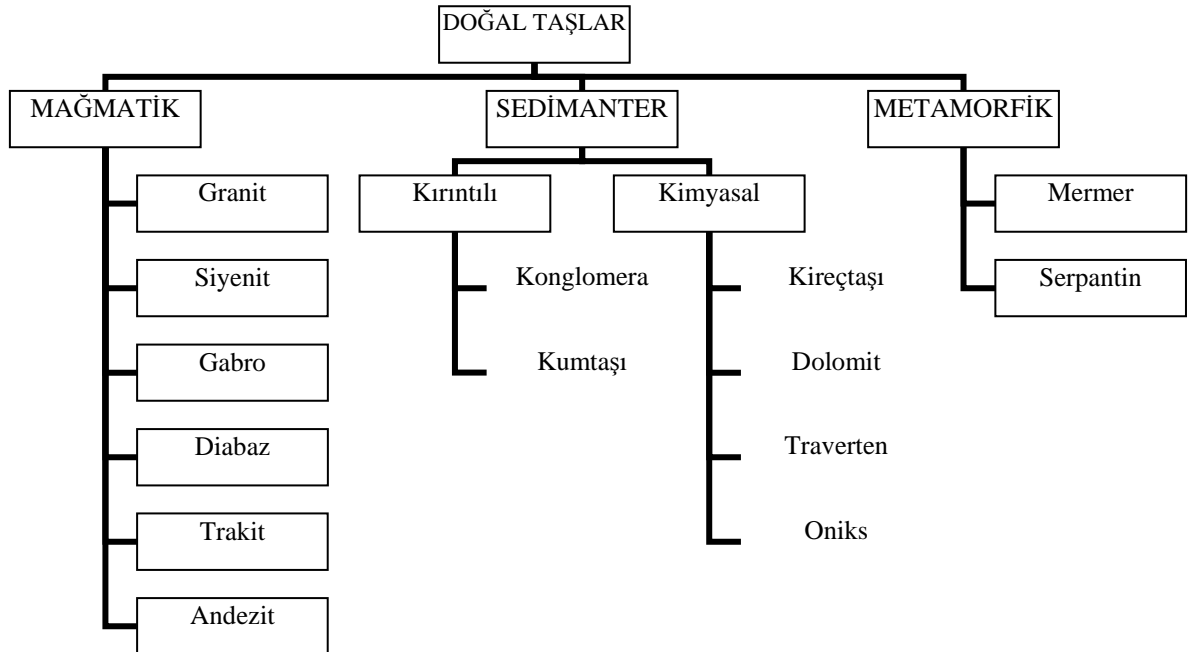 DOĞAL TAŞLAR
MAĞMATİK
SEDİMANTER
METAMORFİK
Granit
Siyenit
Gabro
Diabaz
Trakit
Andezit
Kırıntılı
Konglomera
Kumtaşı
Kimyasal
Kireçtaşı
Dolomit
Traverten
Oniks
Mermer
Serpantin